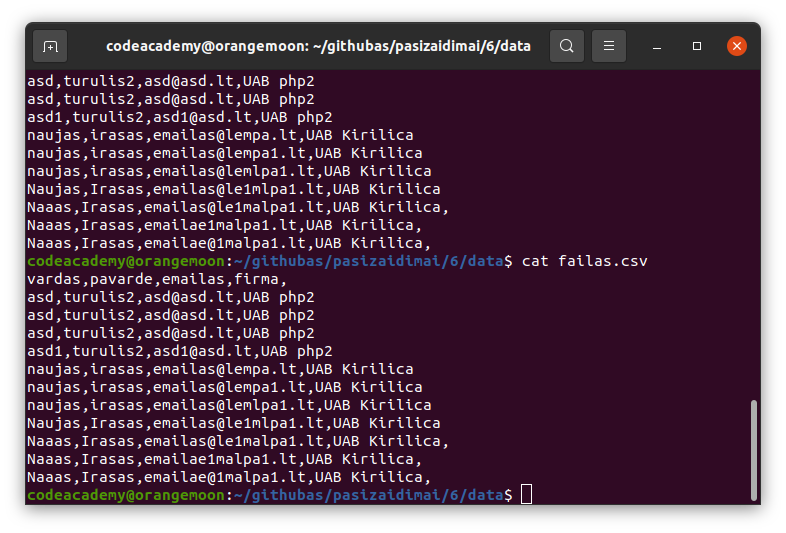 codeacademy@orangemoon: ~/githubas/pasizaidimai/6/data
asd,turulis2,asd@asd.lt,UAB php2
asd,turulis2,asd@asd.lt,UAB php2
asd1,turulis2,asd1@asd.lt,UAB php2
naujas,irasas,emailas@lempa.lt,UAB Kirilica
naujas,irasas,emailas@lempa1.lt,UAB Kirilica
naujas,irasas,emailas@lemlpa1.lt,UAB Kirilica
Naujas,Irasas,emailas@le1mlpa1.lt,UAB Kirilica
Naaas,Irasas,emailas@le1malpa1.lt,UAB Kirilica,
Naaas,Irasas,emailae1malpa1.lt,UAB Kirilica,
Naaas,Irasas,emailae@1malpa1.lt,UAB Kirilica,
codeacademy@orangemoon:~/githubas/pasizaidimai/6/data$ cat failas.csv
vardas,pavarde,emailas,firma,
asd,turulis2,asd@asd.lt,UAB php2
asd,turulis2,asd@asd.lt,UAB php2
asd,turulis2,asd@asd.lt,UAB php2
asd1,turulis2,asd1@asd.lt,UAB php2
naujas,irasas,emailas@lempa.lt,UAB Kirilica
naujas,irasas,emailas@lempa1.lt,UAB Kirilica
naujas,irasas,emailas@lemlpa1.lt,UAB Kirilica
Naujas,Irasas,emailas@le1mlpa1.lt,UAB Kirilica
Naaas,Irasas,emailas@le1malpa1.lt,UAB Kirilica,
Naaas,Irasas,emailae1malpa1.lt,UAB Kirilica,
Naaas,Irasas,emailae@1malpa1.lt,UAB Kirilica,
codeacademy@orangemoon:~/githubas/pasizaidimai/6/data$